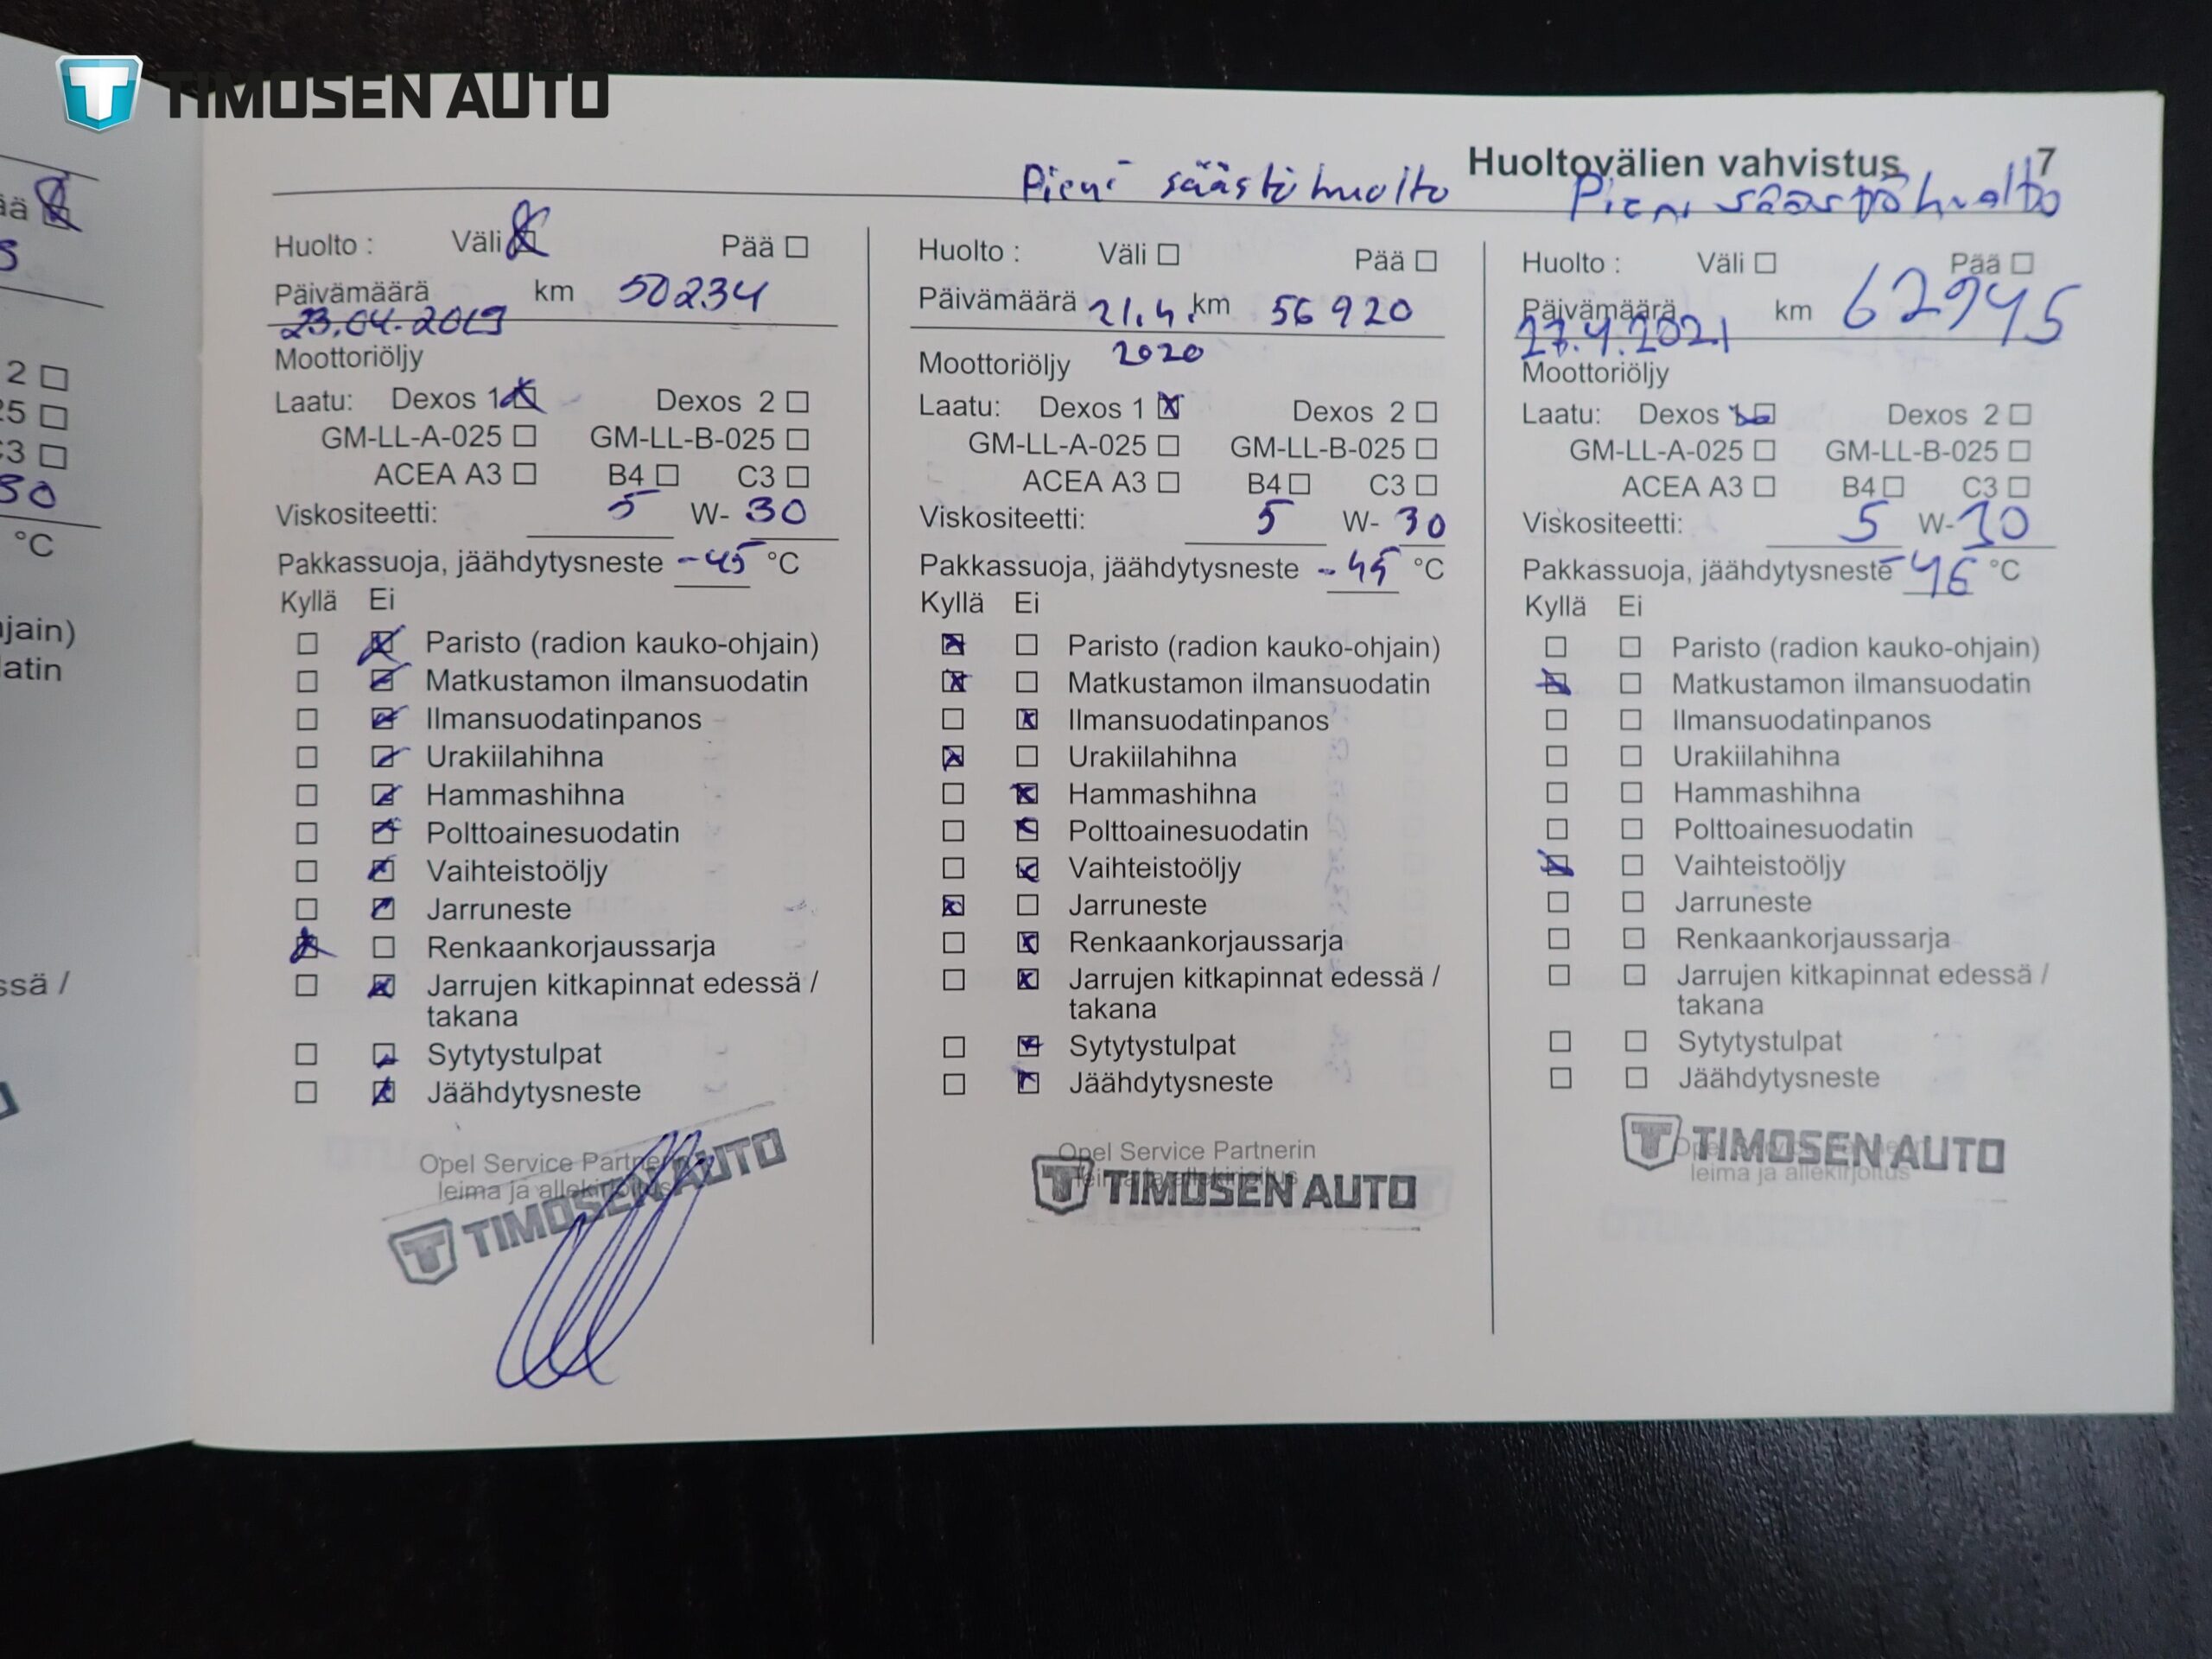 TIMOSEN AUTO
Huoltovälien vahvistus 7
ää
2
25
C3
30
°C
jain)
latin
ssä /
Huolto : Väli Pää
Päivämäärä km 50234
23.04.2019
Moottoriöljy
Laatu: Dexos 1 Dexos 2
GM-LL-A-025 GM-LL-B-025
ACEA A3 B4 C3
Viskositeetti: 5 W- 30
Pakkassuoja, jäähdytysneste -45 °C
Kyllä Ei
Paristo (radion kauko-ohjain)
Matkustamon ilmansuodatin
Ilmansuodatinpanos
Urakiilahihna
Hammashihna
Polttoainesuodatin
Vaihteistoöljy
Jarruneste
Renkaankorjaussarja
Jarrujen kitkapinnat edessä /
takana
Sytytystulpat
Jäähdytysneste
Opel Service Partnerin
leima ja allekirjoitus
TIMOSEN AUTO
Pieni säästöhuolto
Huolto : Väli Pää
Päivämäärä 21.4. km 56920
2020
Moottoriöljy
Laatu: Dexos 1 Dexos 2
GM-LL-A-025 GM-LL-B-025
ACEA A3 B4 C3
Viskositeetti: 5 W- 30
Pakkassuoja, jäähdytysneste -45 °C
Kyllä Ei
Paristo (radion kauko-ohjain)
Matkustamon ilmansuodatin
Ilmansuodatinpanos
Urakiilahihna
Hammashihna
Polttoainesuodatin
Vaihteistoöljy
Jarruneste
Renkaankorjaussarja
Jarrujen kitkapinnat edessä /
takana
Sytytystulpat
Jäähdytysneste
Opel Service Partnerin
leima ja allekirjoitus
TIMOSEN AUTO
Pieni säästöhuolto
Huolto : Väli Pää
Päivämäärä km 62945
27.4.2021
Moottoriöljy
Laatu: Dexos 1 Dexos 2
GM-LL-A-025 GM-LL-B-025
ACEA A3 B4 C3
Viskositeetti: 5 W- 30
Pakkassuoja, jäähdytysneste -46 °C
Kyllä Ei
Paristo (radion kauko-ohjain)
Matkustamon ilmansuodatin
Ilmansuodatinpanos
Urakiilahihna
Hammashihna
Polttoainesuodatin
Vaihteistoöljy
Jarruneste
Renkaankorjaussarja
Jarrujen kitkapinnat edessä /
takana
Sytytystulpat
Jäähdytysneste
TIMOSEN AUTO
leima ja allekirjoitus